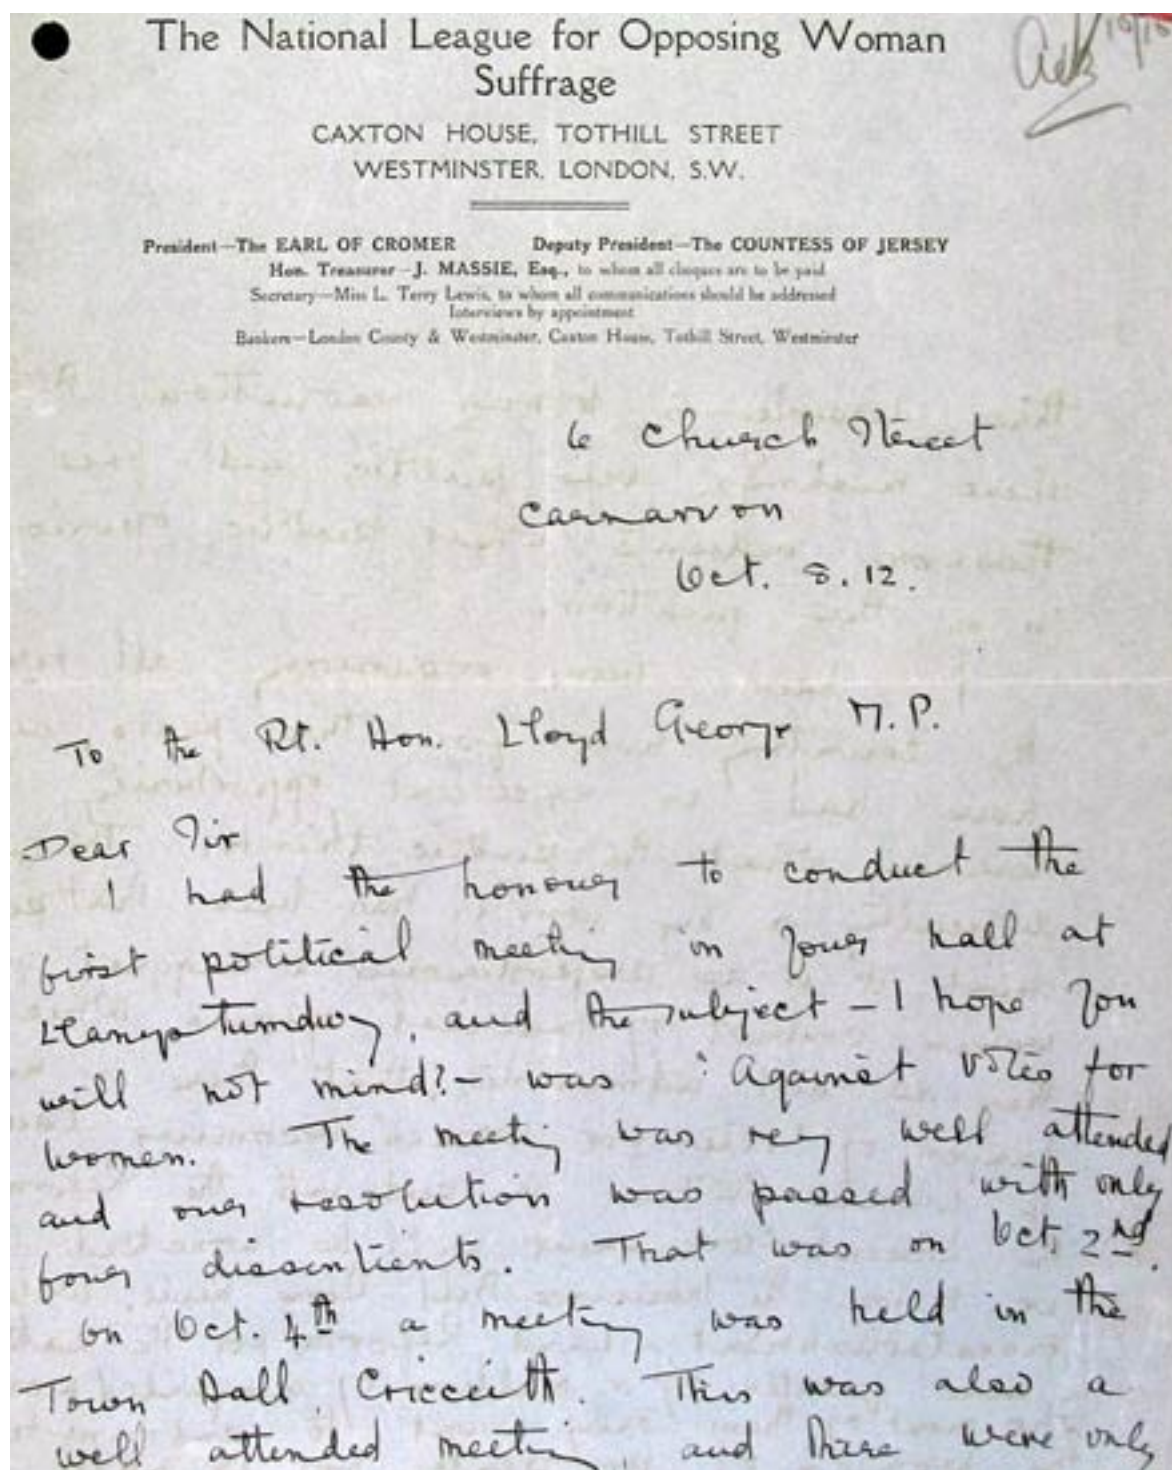 The National League for Opposing Woman
Suffrage
CAXTON HOUSE, TOTHILL STREET
WESTMINSTER, LONDON, S.W.
President—The EARL OF CROMER Deputy President—The COUNTESS OF JERSEY
Hon. Treasurer—J. MASSIE, Esq., to whom all cheques are to be paid
Secretary—Miss L. Terry Lewis, to whom all communications should be addressed
Interviews by appointment
Bankers—London County & Westminster, Caxton House, Tothill Street, Westminster
Ack 10/10
6 Church Street
Carnarvon
Oct. 8.12.
To the Rt. Hon. Lloyd George M.P.
Dear Sir
I had the honour to conduct the
first political meeting in your hall at
Llanystumdwy, and the subject – I hope you
will not mind? – was : Against Votes for
women. The meeting was very well attended
and our resolution was passed with only
four dissentients. That was on Oct. 2nd.
On Oct. 4th a meeting was held in the
Town Hall, Criccieth. This was also a
well attended meeting, and there were only